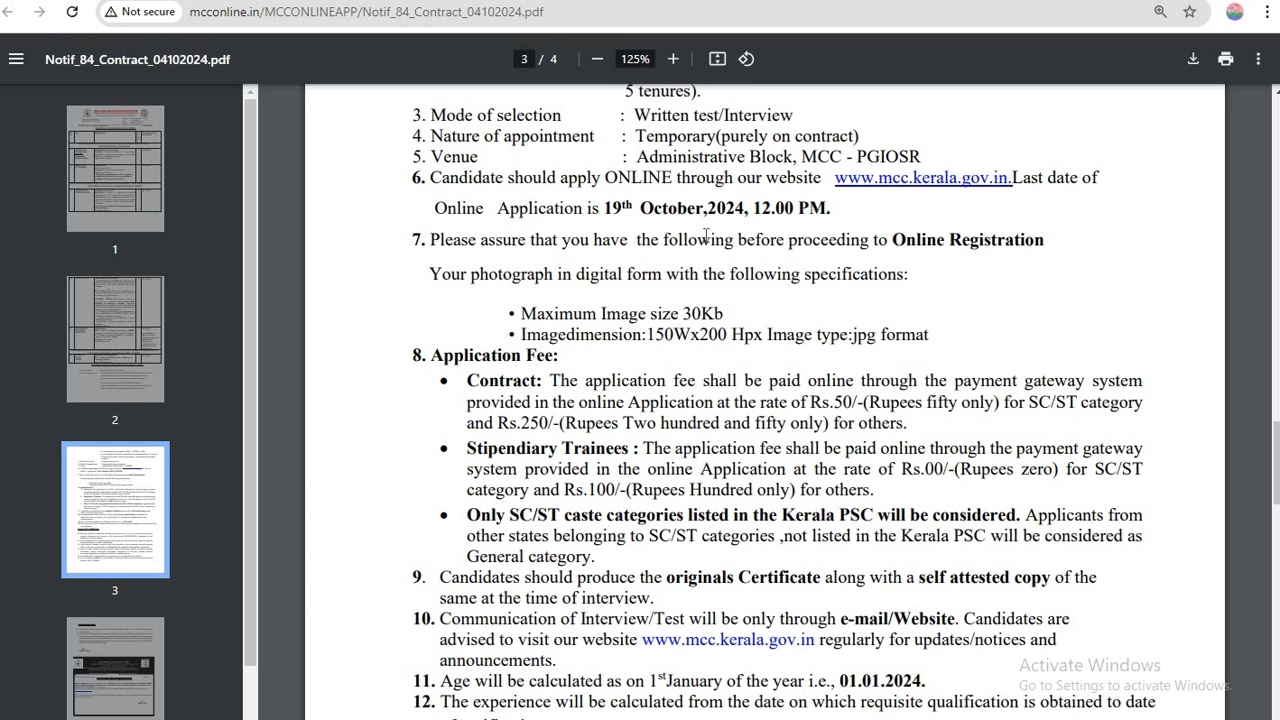 Not secure mcconline.in/MCCONLINEAPP/Notif_84_Contract_04102024.pdf
Notif_84_Contract_04102024.pdf 3 / 4 125%
5 tenures).
3. Mode of selection : Written test/Interview
4. Nature of appointment : Temporary(purely on contract)
5. Venue : Administrative Block, MCC - PGIOSR
6. Candidate should apply ONLINE through our website www.mcc.kerala.gov.in.Last date of
Online Application is 19th October,2024, 12.00 PM.
7. Please assure that you have the following before proceeding to Online Registration
Your photograph in digital form with the following specifications:
• Maximum Image size 30Kb
• Imagedimension:150Wx200 Hpx Image type:jpg format
8. Application Fee:
• Contract: The application fee shall be paid online through the payment gateway system
provided in the online Application at the rate of Rs.50/-(Rupees fifty only) for SC/ST category
and Rs.250/-(Rupees Two hundred and fifty only) for others.
• Stipendiary Trainees : The application fee shall be paid online through the payment gateway
system provided in the online Application at the rate of Rs.00/-(Rupees zero) for SC/ST
category and Rs.100/-(Rupees Hundred only) for others.
• Only those caste categories listed in the Kerala PSC will be considered. Applicants from
other states belonging to SC/ST categories ,not listed in the Kerala PSC will be considered as
General category.
9. Candidates should produce the originals Certificate along with a self attested copy of the
same at the time of interview.
10. Communication of Interview/Test will be only through e-mail/Website. Candidates are
advised to visit our website www.mcc.kerala.gov.in regularly for updates/notices and
announcements.
11. Age will be calculated as on 1stJanuary of the year i.e., 01.01.2024.
12. The experience will be calculated from the date on which requisite qualification is obtained to date
1
2
3
Activate Windows
Go to Settings to activate Windows.